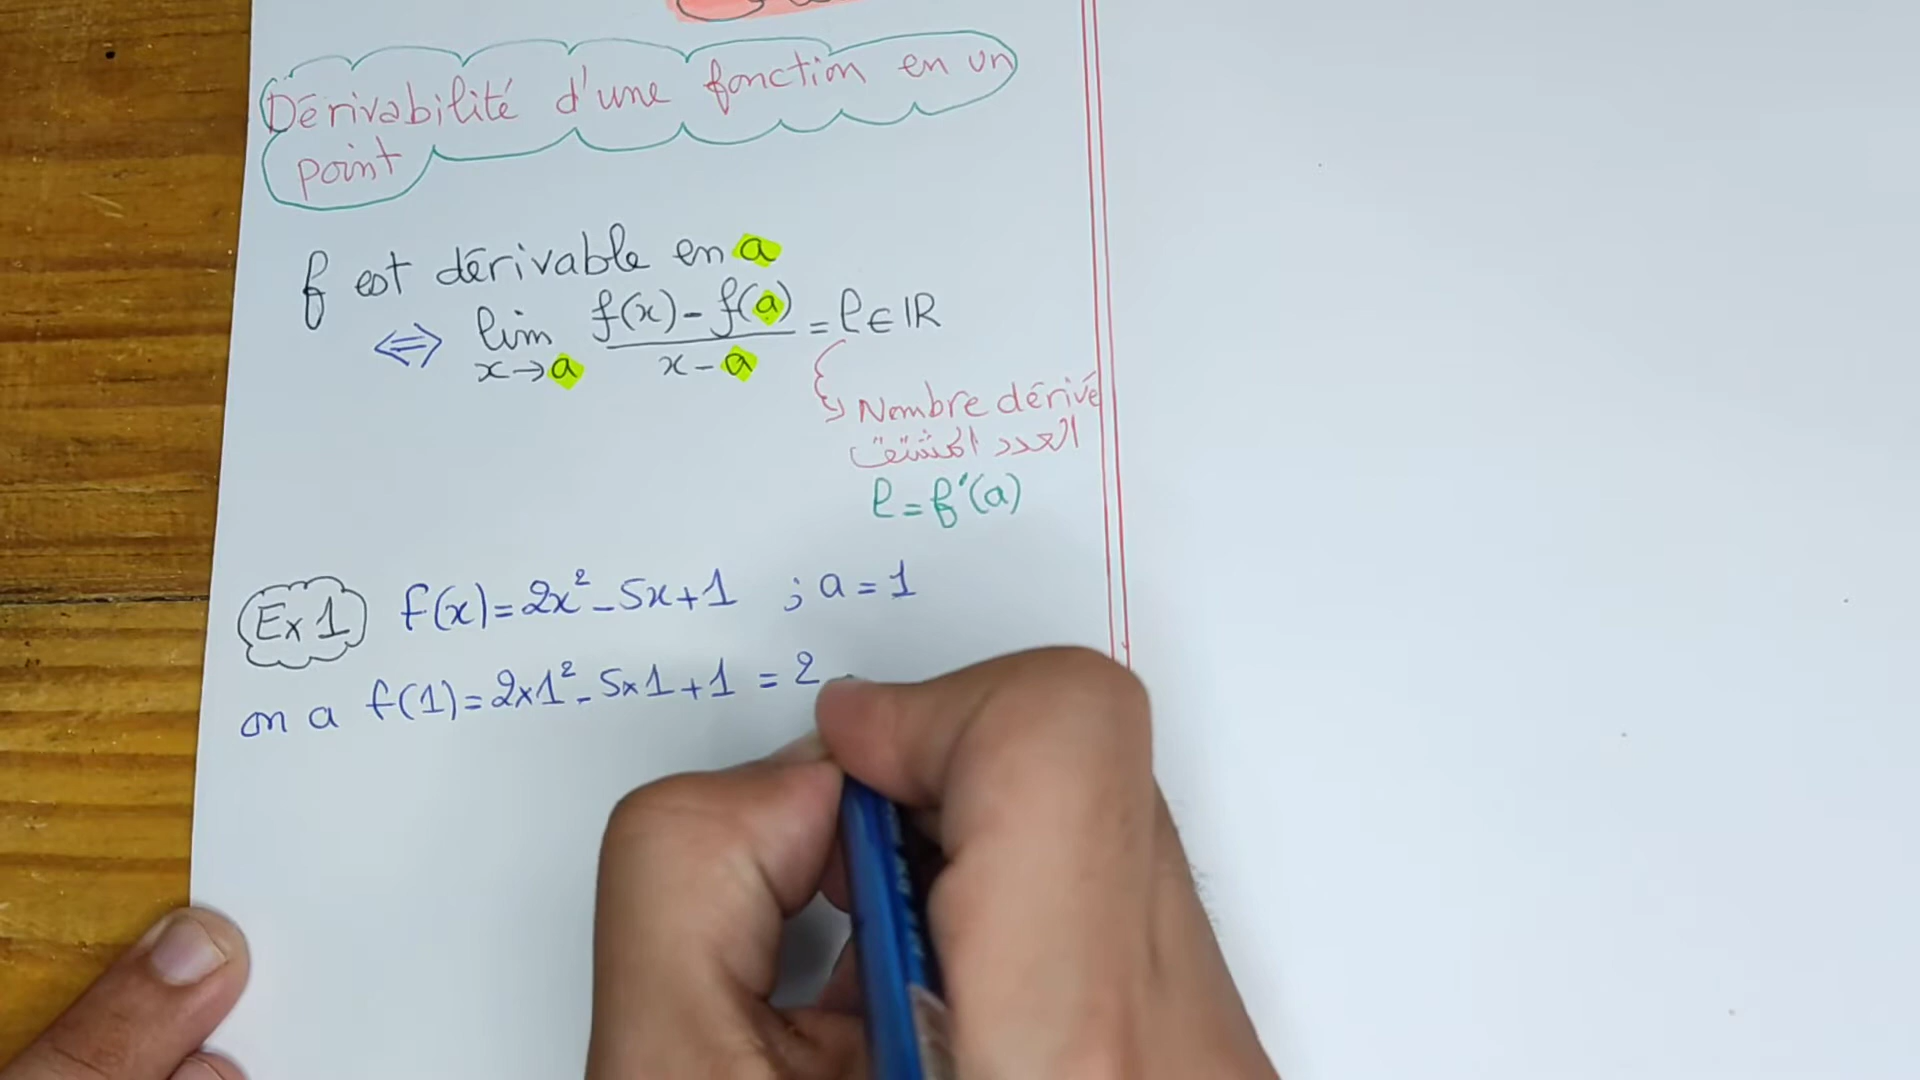 Dérivabilité d'une fonction en un
point
f est dérivable en a
⇔ lim x→a (f(x) - f(a))/(x - a) = l ∈ IR
Nombre dérivé
العدد المشتق
l = f'(a)
Ex 1 f(x) = 2x² - 5x + 1 ; a = 1
on a f(1) = 2×1² - 5×1 + 1 = 2 -